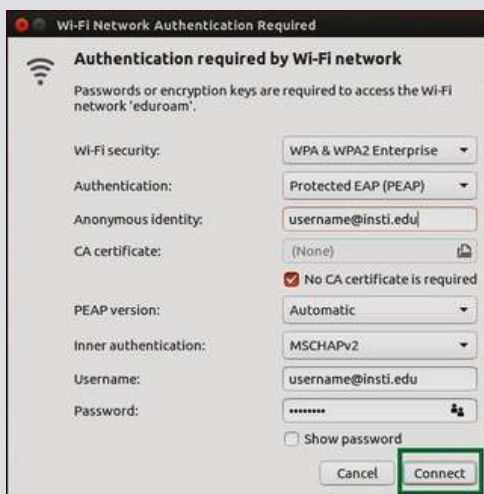 Wi-Fi Network Authentication Required
Authentication required by Wi-Fi network
Passwords or encryption keys are required to access the Wi-Fi
network 'eduroam'.
Wi-Fi security: WPA & WPA2 Enterprise
Authentication: Protected EAP (PEAP)
Anonymous identity: username@insti.edu
CA certificate: (None)
No CA certificate is required
PEAP version: Automatic
Inner authentication: MSCHAPv2
Username: username@insti.edu
Password: ••••••••
Show password
Cancel Connect